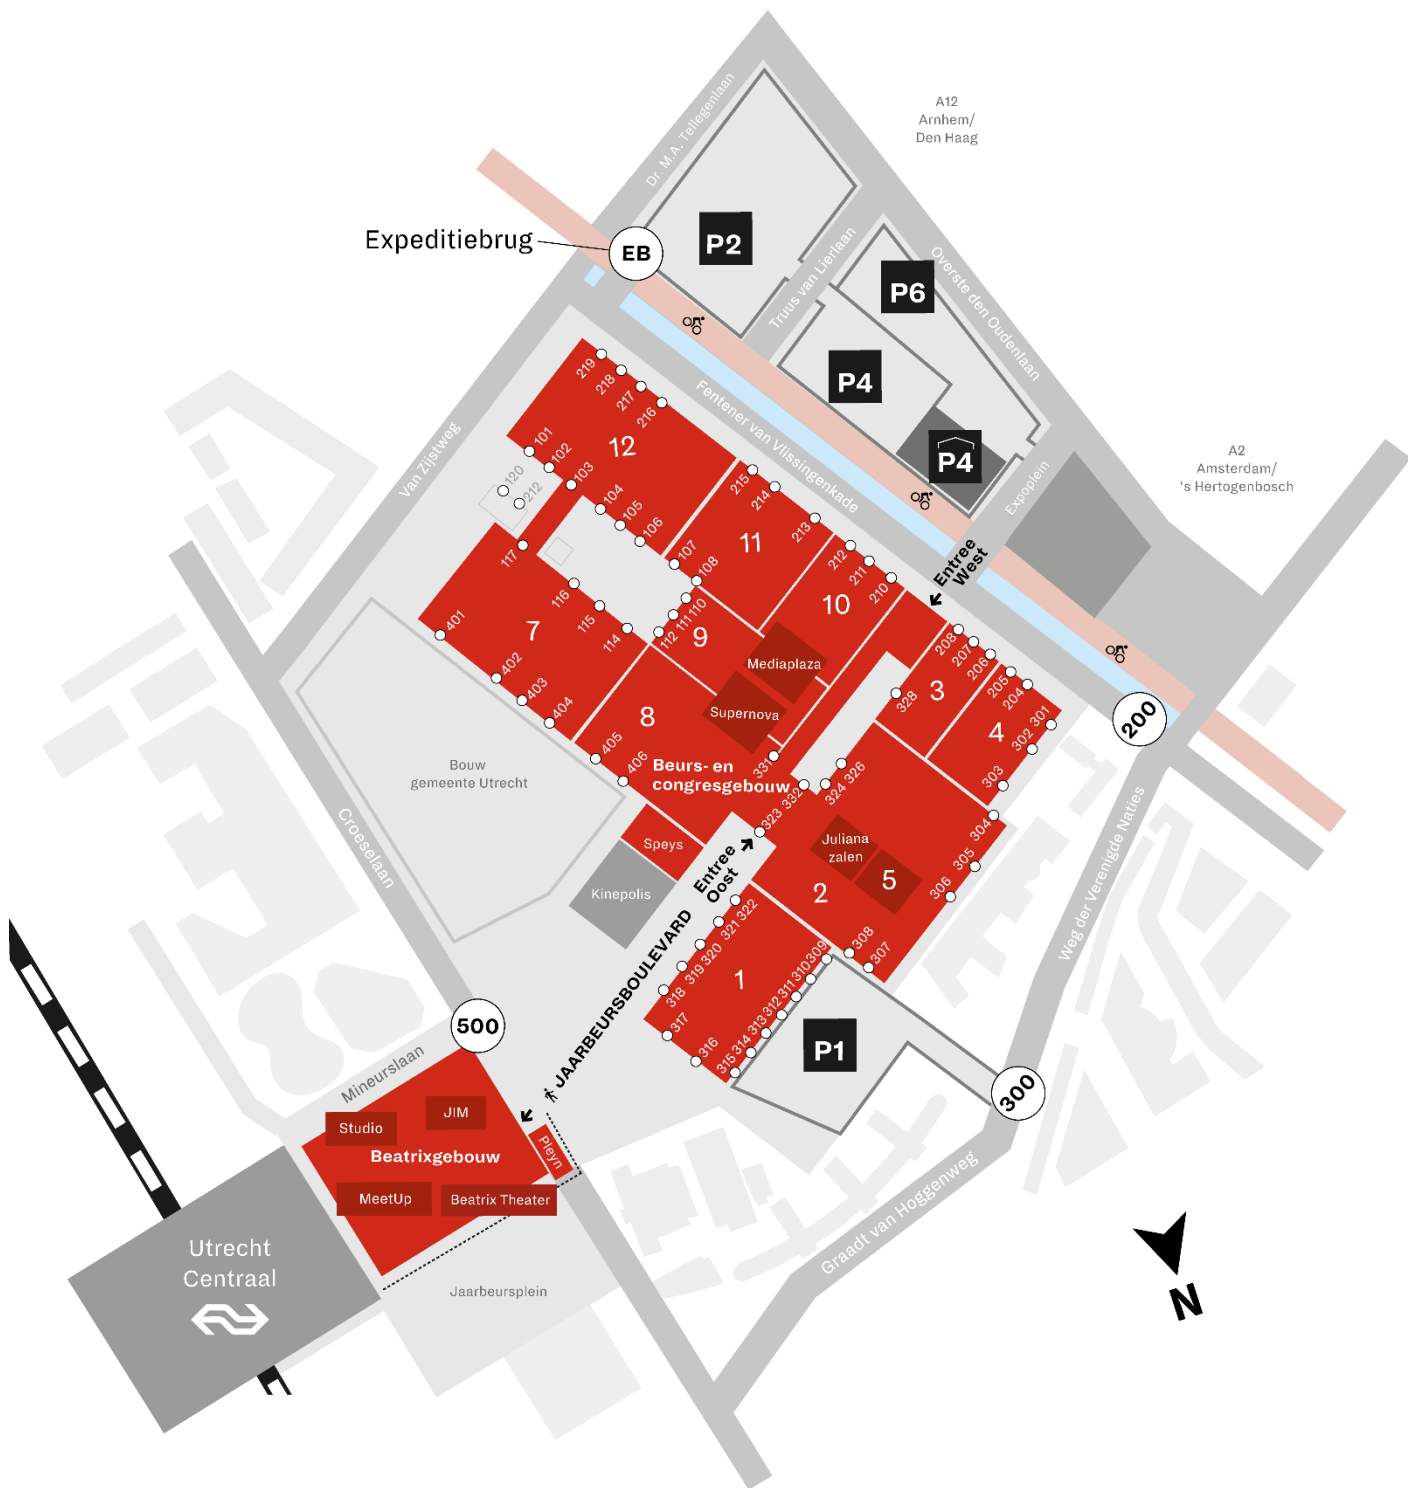 A12
Arnhem/
Den Haag
Dr. M.A. Tellegenlaan
Expeditiebrug
EB
P2
Truus van Lierlaan
P6
Overste den Oudenlaan
P4
P4
Expoplein
A2
Amsterdam/
‘s Hertogenbosch
Van Zijstweg
Fentener van Vlissingenkade
Entree
West
219
218
217
216
12
101
102
103
104
105
106
120
212
215
214
213
11
107
108
110
111
112
212
211
210
10
9
Mediaplaza
Supernova
208
207
206
205
204
3
4
301
302
303
328
200
117
116
115
114
7
401
402
403
404
8
405
406
Beurs- en
congresgebouw
331
332
323
324
326
304
305
306
Juliana
zalen
5
2
308
307
Bouw
gemeente Utrecht
Croeselaan
Speys
Kinepolis
Entree
Oost
JAARBEURSBOULEVARD
322
321
320
319
318
317
316
1
309
310
311
312
313
314
315
P1
Weg der Verenigde Naties
300
Graadt van Hoggenweg
500
Mineurslaan
JIM
Studio
Beatrixgebouw
Pleyn
MeetUp
Beatrix Theater
Utrecht
Centraal
Jaarbeursplein
N